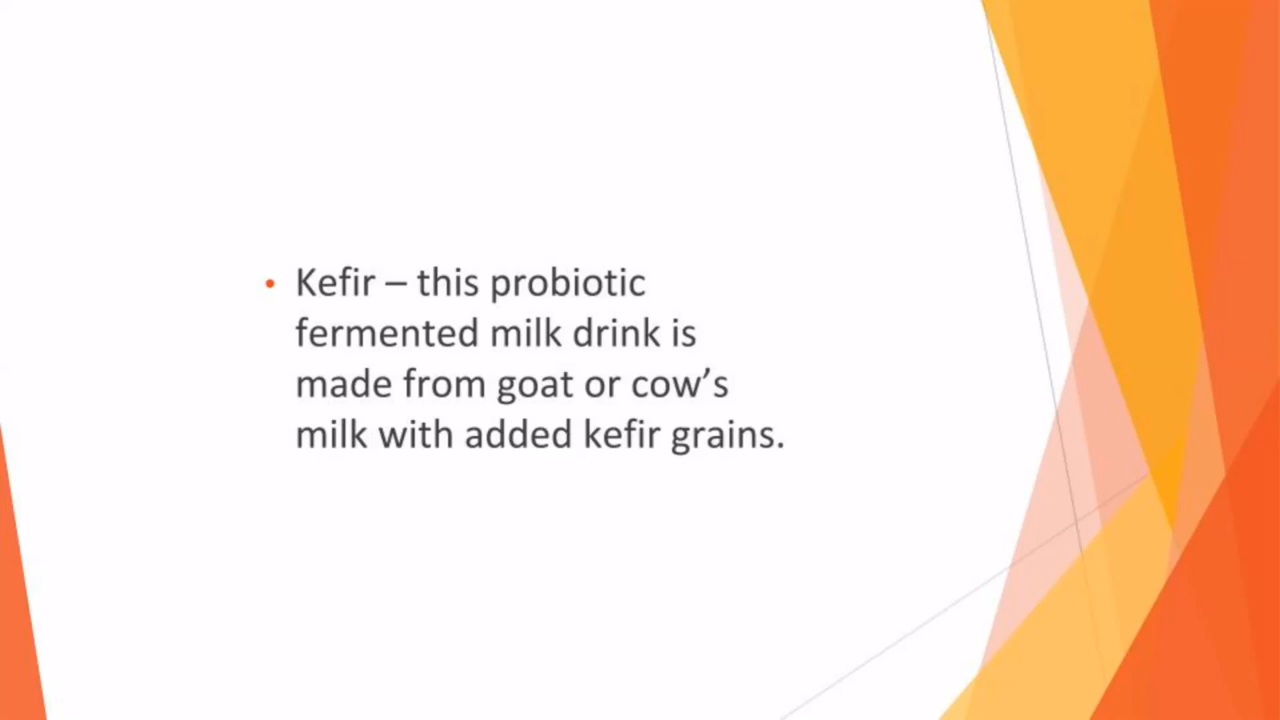 • Kefir – this probiotic
fermented milk drink is
made from goat or cow’s
milk with added kefir grains.